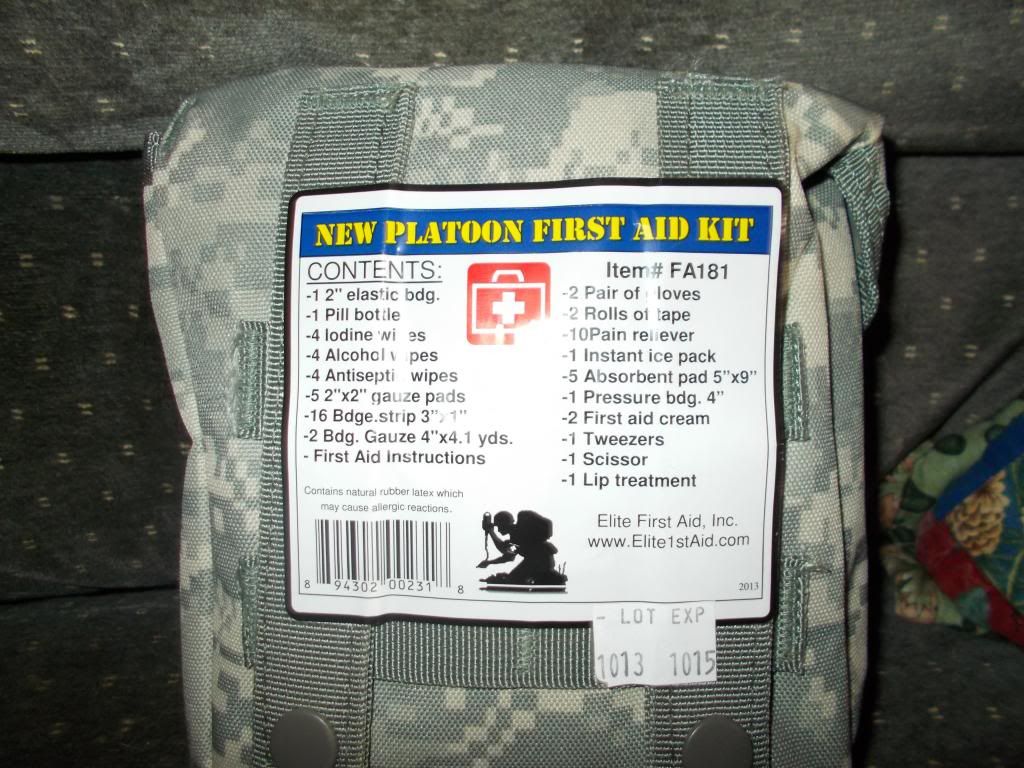 NEW PLATOON FIRST AID KIT
CONTENTS:
-1 2" elastic bdg.
-1 Pill bottle
-4 Iodine wipes
-4 Alcohol wipes
-4 Antiseptic wipes
-5 2"x2" gauze pads
-16 Bdge.strip 3"x1"
-2 Bdg. Gauze 4"x4.1 yds.
- First Aid Instructions
Contains natural rubber latex which
may cause allergic reactions.
8 94302 00231 8
Item# FA181
-2 Pair of gloves
-2 Rolls of tape
-10Pain reliever
-1 Instant ice pack
-5 Absorbent pad 5"x9"
-1 Pressure bdg. 4"
-2 First aid cream
-1 Tweezers
-1 Scissor
-1 Lip treatment
Elite First Aid, Inc.
www.Elite1stAid.com
2013
- LOT EXP
1013 1015